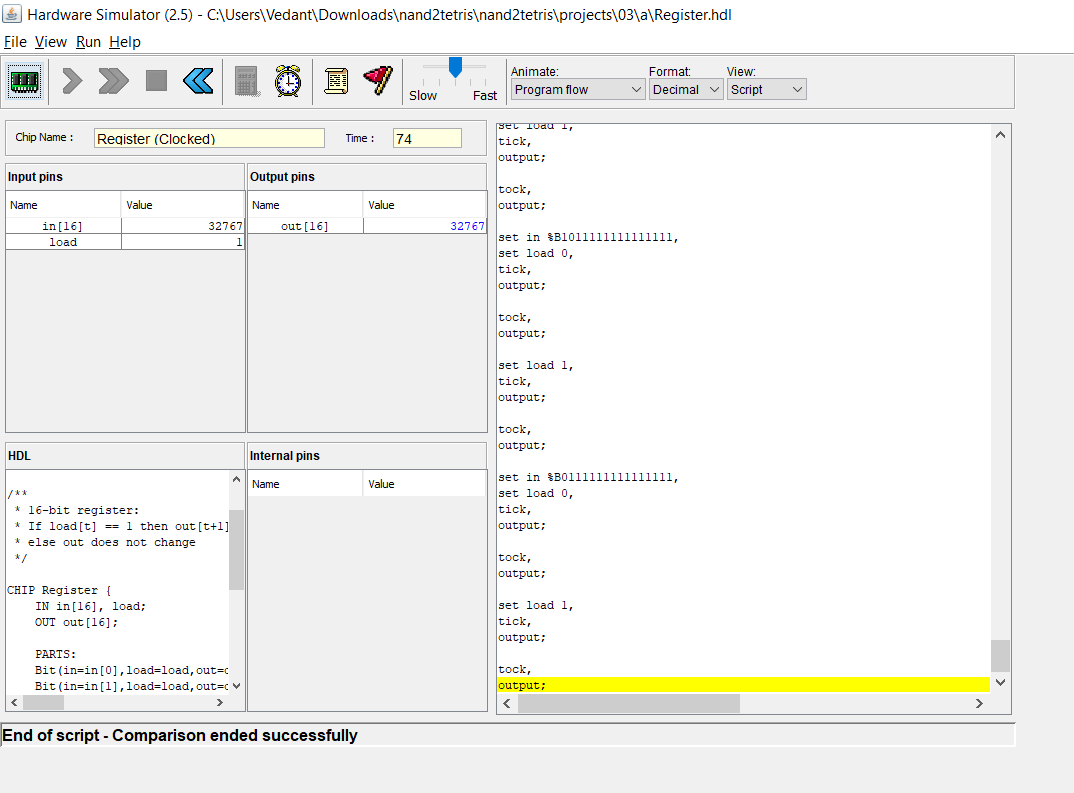 Hardware Simulator (2.5) - C:\Users\Vedant\Downloads\nand2tetris\nand2tetris\projects\03\a\Register.hdl
File View Run Help
Slow Fast
Animate: Format: View:
Program flow Decimal Script
Chip Name : Register (Clocked) Time : 74
Input pins
Name Value
in[16] 32767
load 1
Output pins
Name Value
out[16] 32767
HDL
/**
* 16-bit register:
* If load[t] == 1 then out[t+1]
* else out does not change
*/
CHIP Register {
IN in[16], load;
OUT out[16];
PARTS:
Bit(in=in[0],load=load,out=
Bit(in=in[1],load=load,out=
Internal pins
Name Value
set load 1,
tick,
output;
tock,
output;
set in %B1011111111111111,
set load 0,
tick,
output;
tock,
output;
set load 1,
tick,
output;
tock,
output;
set in %B0111111111111111,
set load 0,
tick,
output;
tock,
output;
set load 1,
tick,
output;
tock,
output;
End of script - Comparison ended successfully